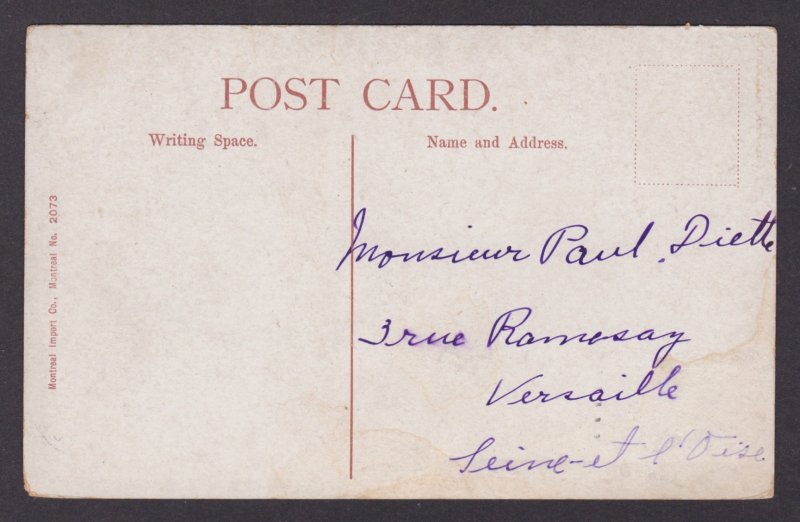 POST CARD.
Writing Space.
Name and Address.
Montreal Import Co., Montreal No. 2073
Monsieur Paul. Diette
3 rue Ramesay
Versaille
Seine-et l'Oise